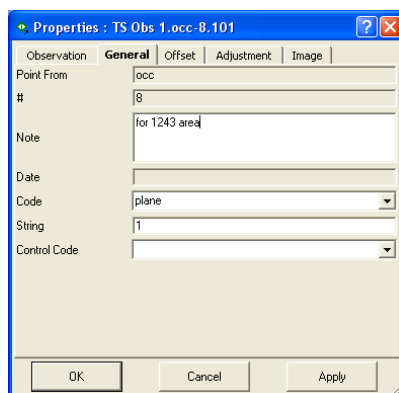 Properties : TS Obs 1.occ-8.101
Observation General Offset Adjustment Image
Point From occ
# 8
Note for 1243 area
Date
Code plane
String 1
Control Code
OK Cancel Apply